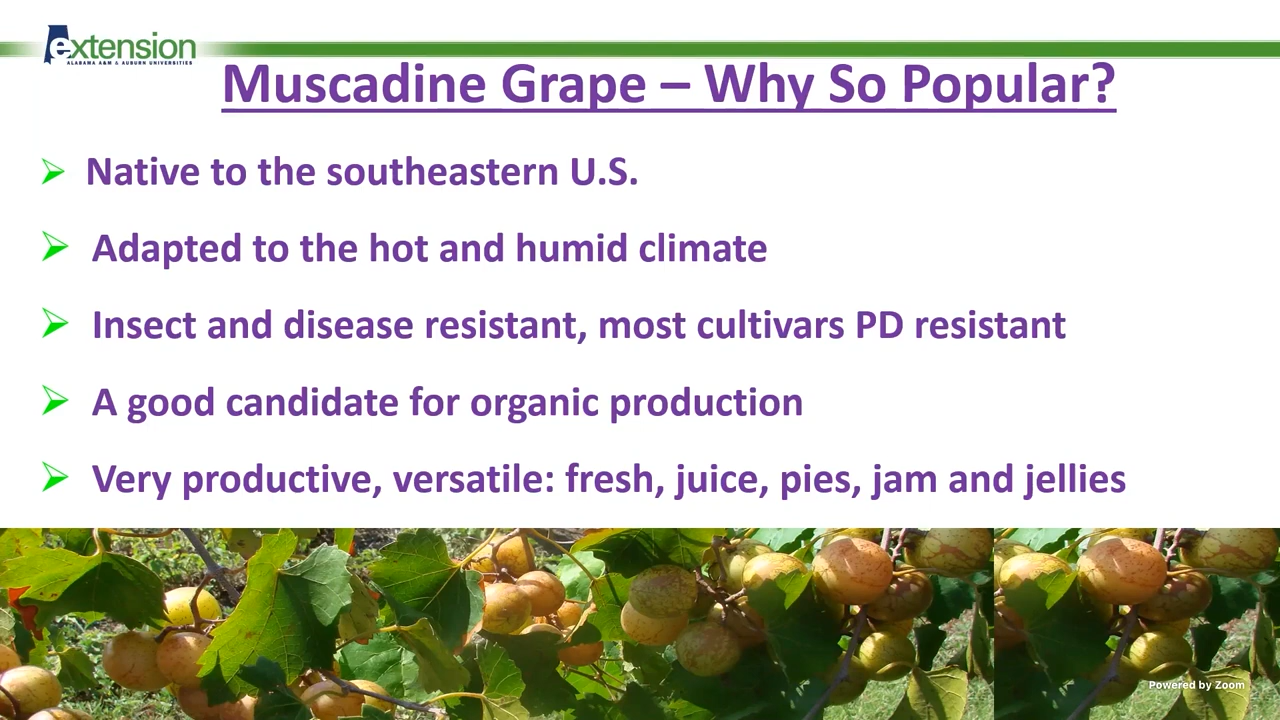 extension
ALABAMA A&M & AUBURN UNIVERSITIES
Muscadine Grape – Why So Popular?
Native to the southeastern U.S.
Adapted to the hot and humid climate
Insect and disease resistant, most cultivars PD resistant
A good candidate for organic production
Very productive, versatile: fresh, juice, pies, jam and jellies
Powered by Zoom